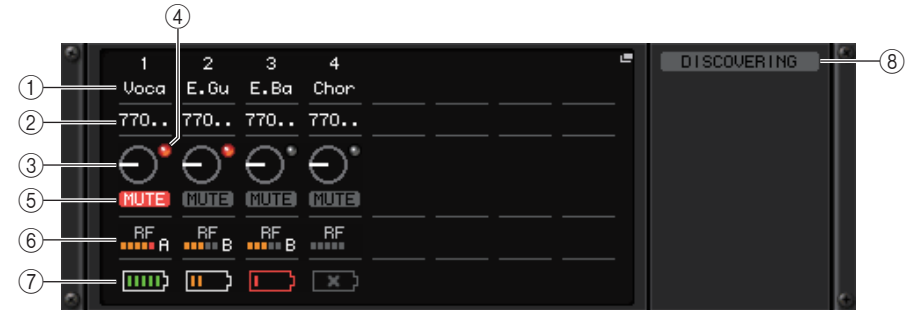 ④
1 2 3 4
DISCOVERING ⑧
① Voca E.Gu E.Ba Chor
② 770.. 770.. 770.. 770..
③
⑤ MUTE MUTE MUTE MUTE
⑥ RF RF RF RF
A B B
⑦